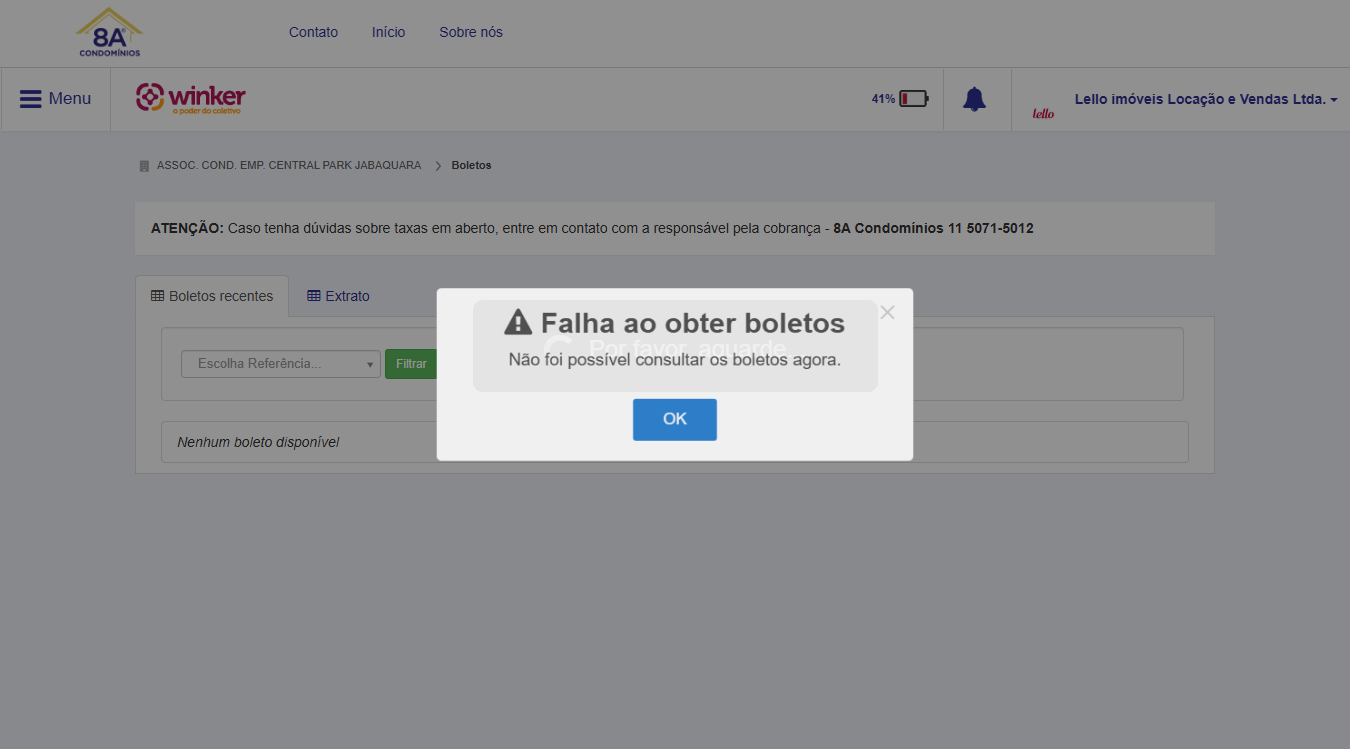 8A
CONDOMÍNIOS
Contato
Início
Sobre nós
Menu
winker
o poder do coletivo
41%
lello
Lello imóveis Locação e Vendas Ltda.
ASSOC. COND. EMP. CENTRAL PARK JABAQUARA
Boletos
ATENÇÃO: Caso tenha dúvidas sobre taxas em aberto, entre em contato com a responsável pela cobrança - 8A Condomínios 11 5071-5012
Boletos recentes
Extrato
Falha ao obter boletos
Por favor, aguarde
Não foi possível consultar os boletos agora.
Escolha Referência...
Filtrar
OK
Nenhum boleto disponível